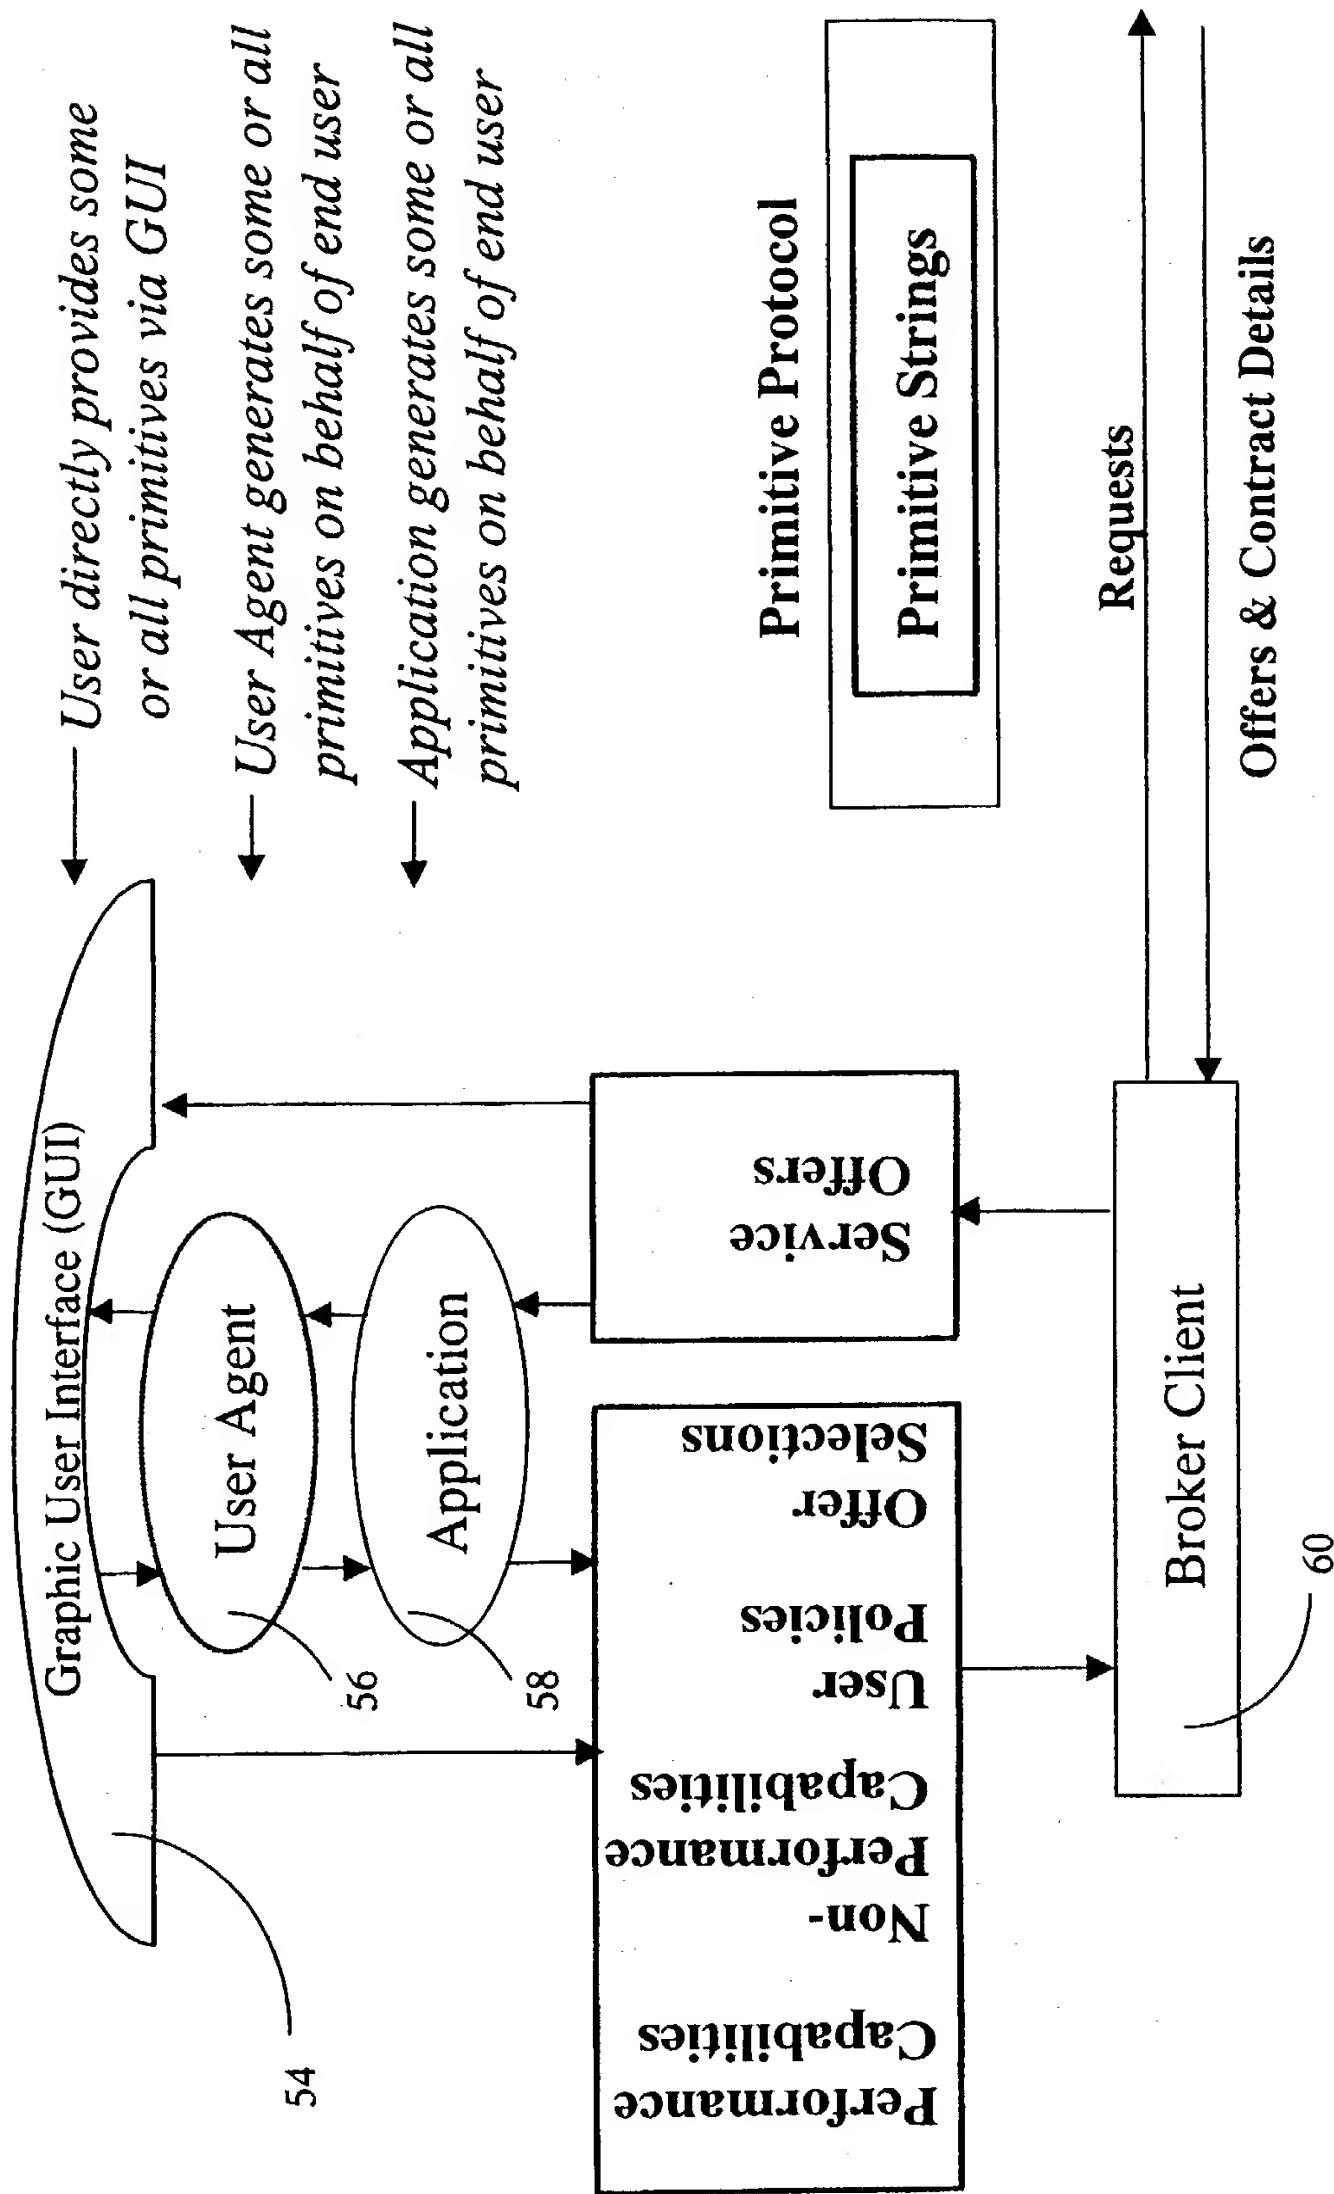 Graphic User Interface (GUI)
User Agent
Application
54
56
58
Performance
Capabilities
Non-
Performance
Capabilities
User
Policies
Offer
Selections
Service
Offers
Broker Client
60
User directly provides some
or all primitives via GUI
User Agent generates some or all
primitives on behalf of end user
Application generates some or all
primitives on behalf of end user
Primitive Protocol
Primitive Strings
Requests
Offers & Contract Details